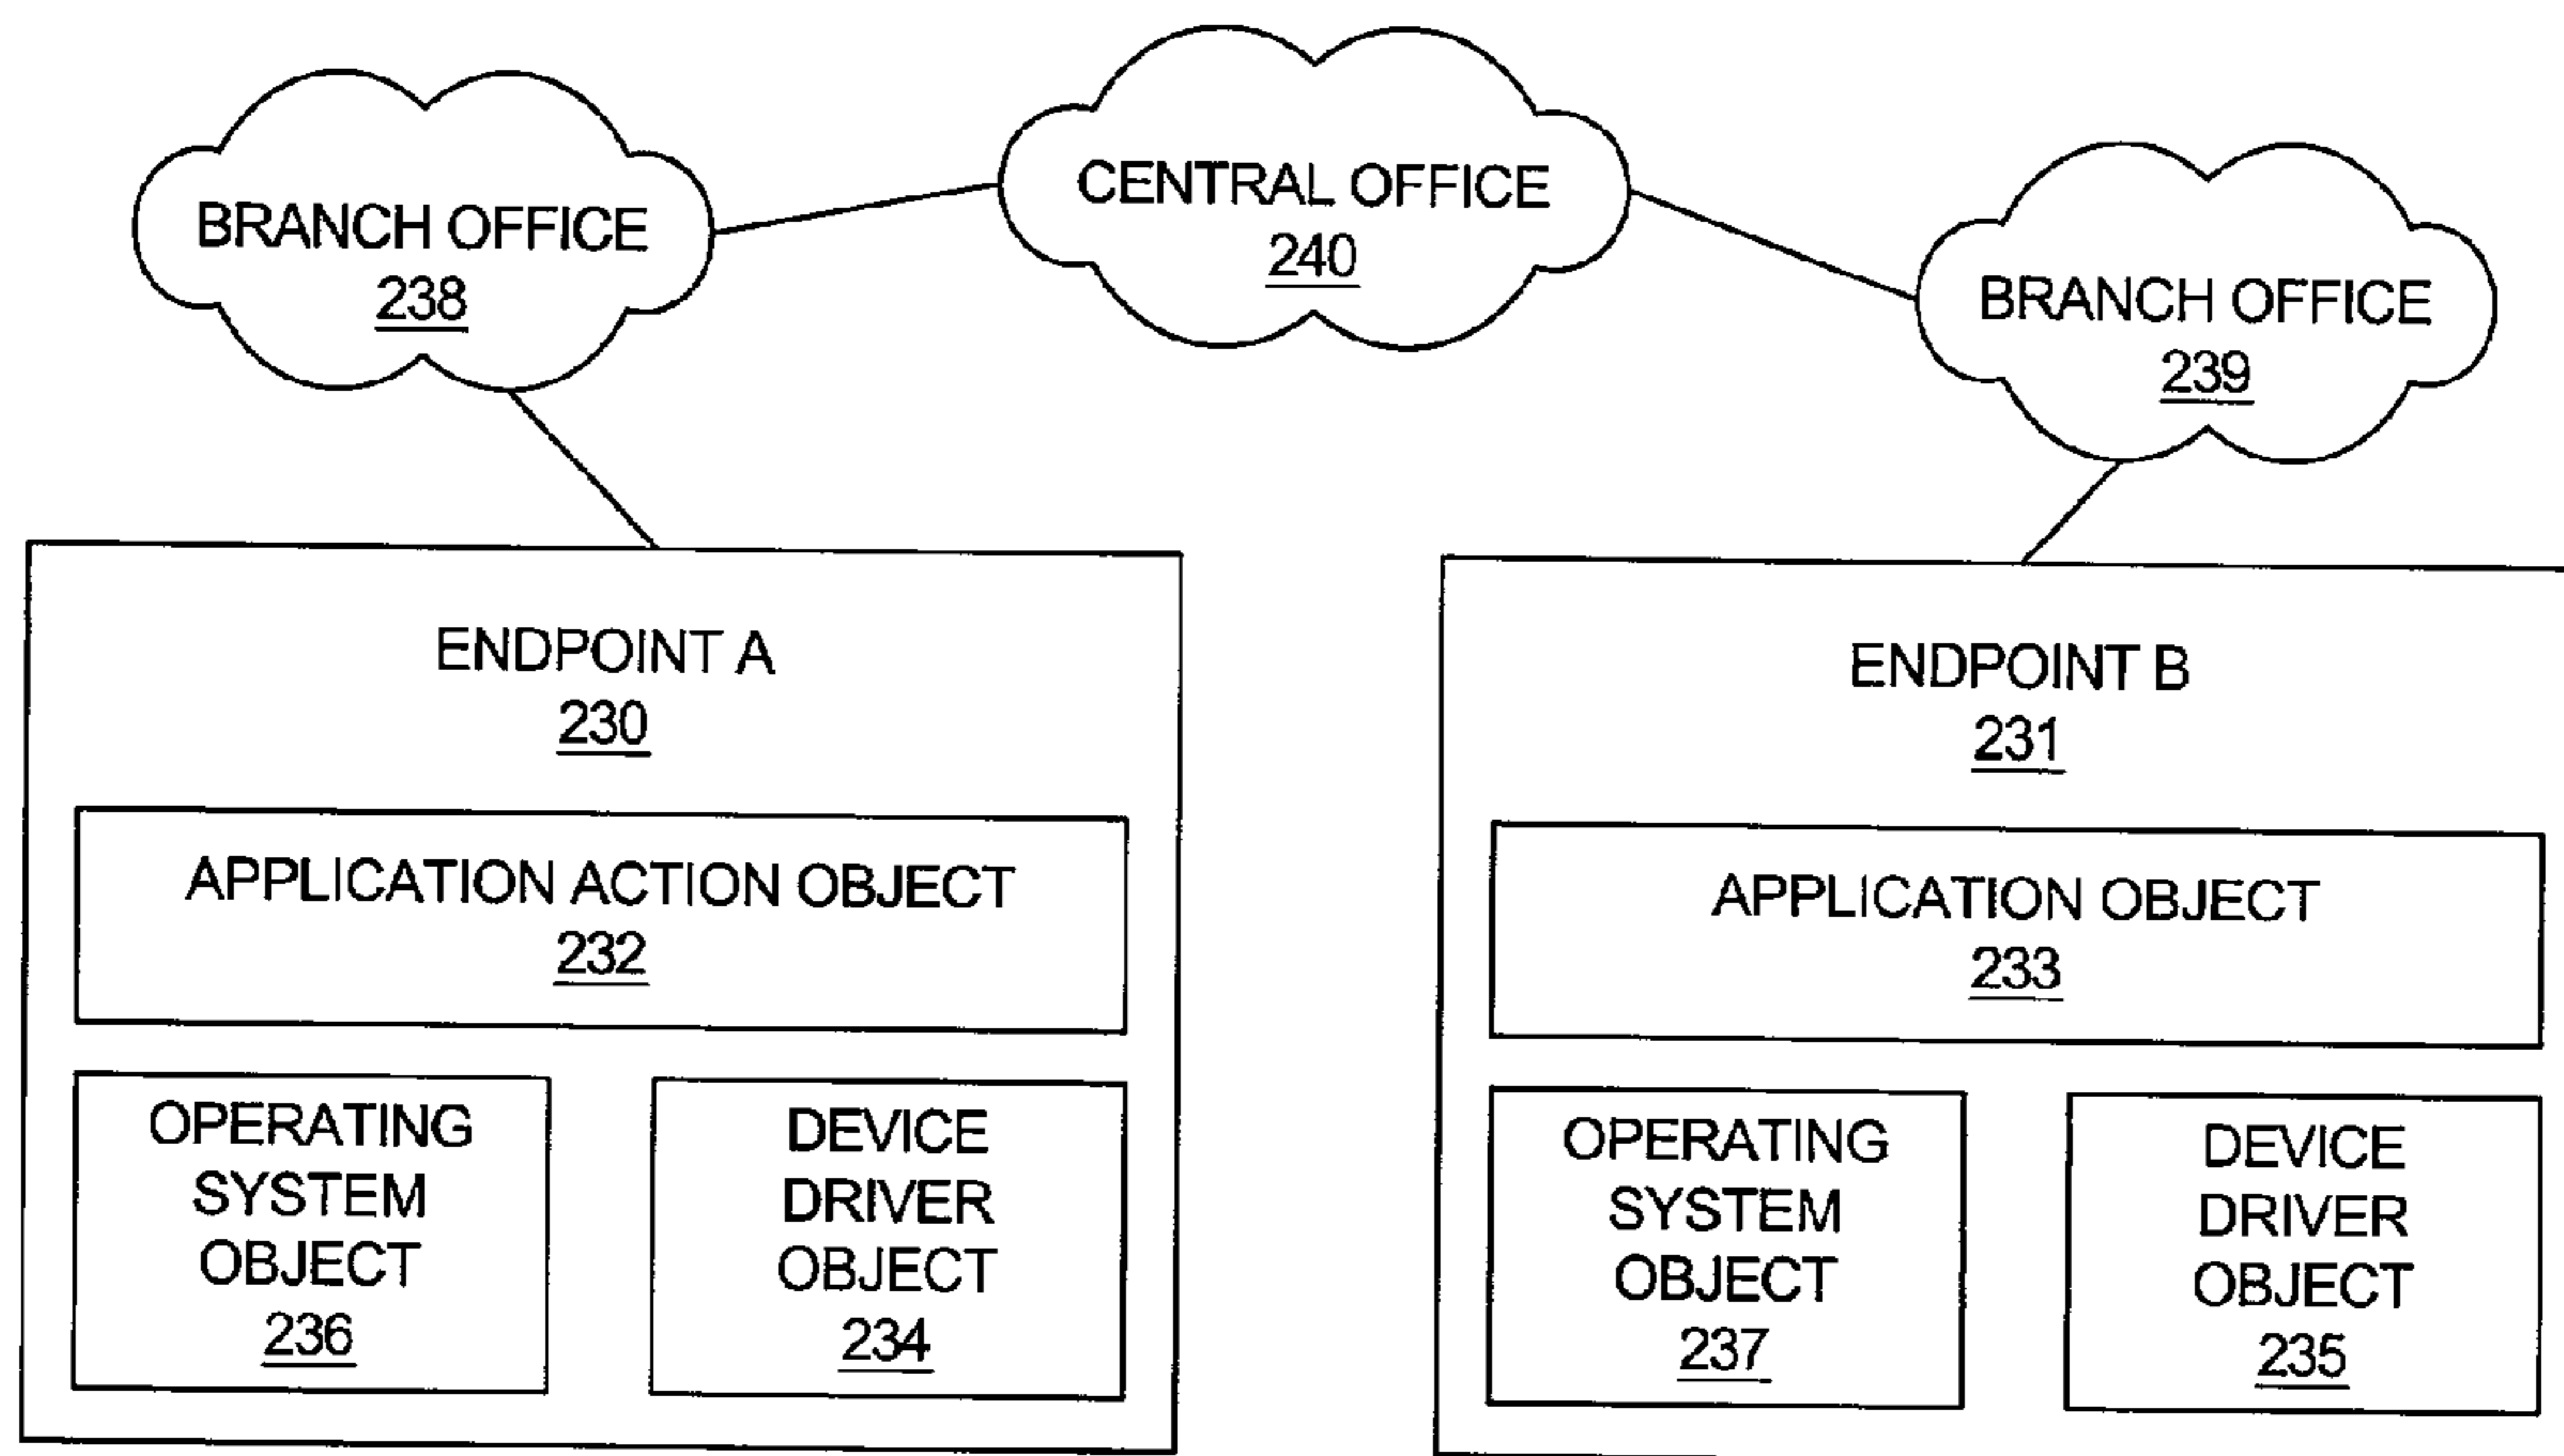 CENTRAL OFFICE
240
BRANCH OFFICE
238
BRANCH OFFICE
239
ENDPOINT A
230
APPLICATION ACTION OBJECT
232
OPERATING
SYSTEM
OBJECT
236
DEVICE
DRIVER
OBJECT
234
ENDPOINT B
231
APPLICATION OBJECT
233
OPERATING
SYSTEM
OBJECT
237
DEVICE
DRIVER
OBJECT
235